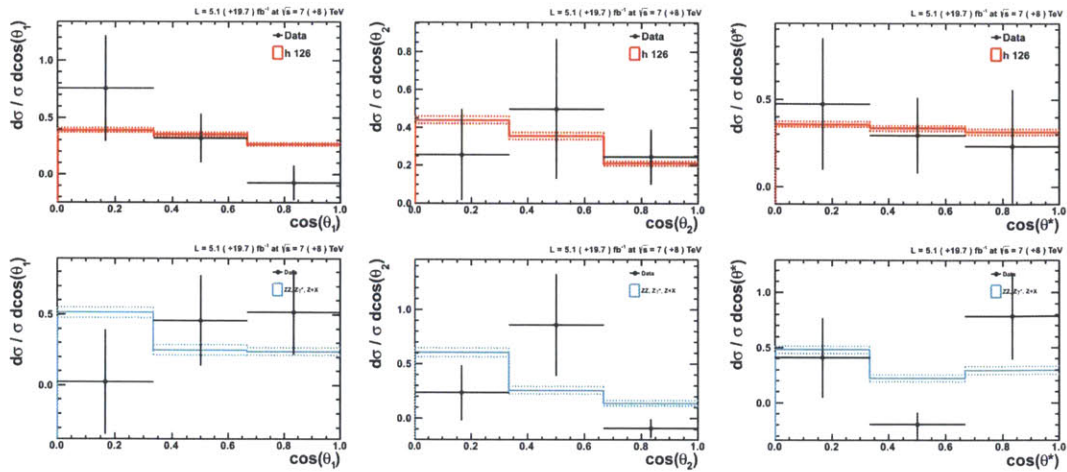 L = 5.1 ( +19.7) fb⁻¹ at √s = 7 (+8) TeV
dσ / σ dcos(θ₁)
1.0
0.5
0.0
Data
h 126
0.0 0.2 0.4 0.6 0.8 1.0
cos(θ₁)
L = 5.1 ( +19.7) fb⁻¹ at √s = 7 (+8) TeV
dσ / σ dcos(θ₂)
0.8
0.6
0.4
0.2
0.0
Data
h 126
0.0 0.2 0.4 0.6 0.8 1.0
cos(θ₂)
L = 5.1 ( +19.7) fb⁻¹ at √s = 7 (+8) TeV
dσ / σ dcos(θ*)
0.5
0.0
Data
h 126
0.0 0.2 0.4 0.6 0.8 1.0
cos(θ*)
L = 5.1 ( +19.7) fb⁻¹ at √s = 7 (+8) TeV
dσ / σ dcos(θ₁)
0.5
0.0
Data
ZZ, Zγ*, Z+X
0.0 0.2 0.4 0.6 0.8 1.0
cos(θ₁)
L = 5.1 ( +19.7) fb⁻¹ at √s = 7 (+8) TeV
dσ / σ dcos(θ₂)
1.0
0.5
0.0
Data
ZZ, Zγ*, Z+X
0.0 0.2 0.4 0.6 0.8 1.0
cos(θ₂)
L = 5.1 ( +19.7) fb⁻¹ at √s = 7 (+8) TeV
dσ / σ dcos(θ*)
1.0
0.5
0.0
Data
ZZ, Zγ*, Z+X
0.0 0.2 0.4 0.6 0.8 1.0
cos(θ*)